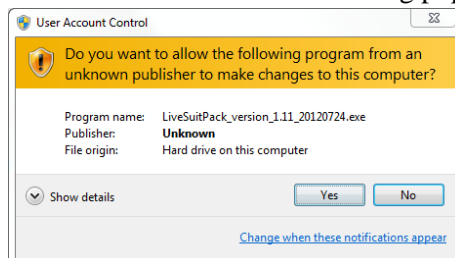 User Account Control
Do you want to allow the following program from an
unknown publisher to make changes to this computer?
Program name: LiveSuitPack_version_1.11_20120724.exe
Publisher: Unknown
File origin: Hard drive on this computer
Show details
Yes
No
Change when these notifications appear